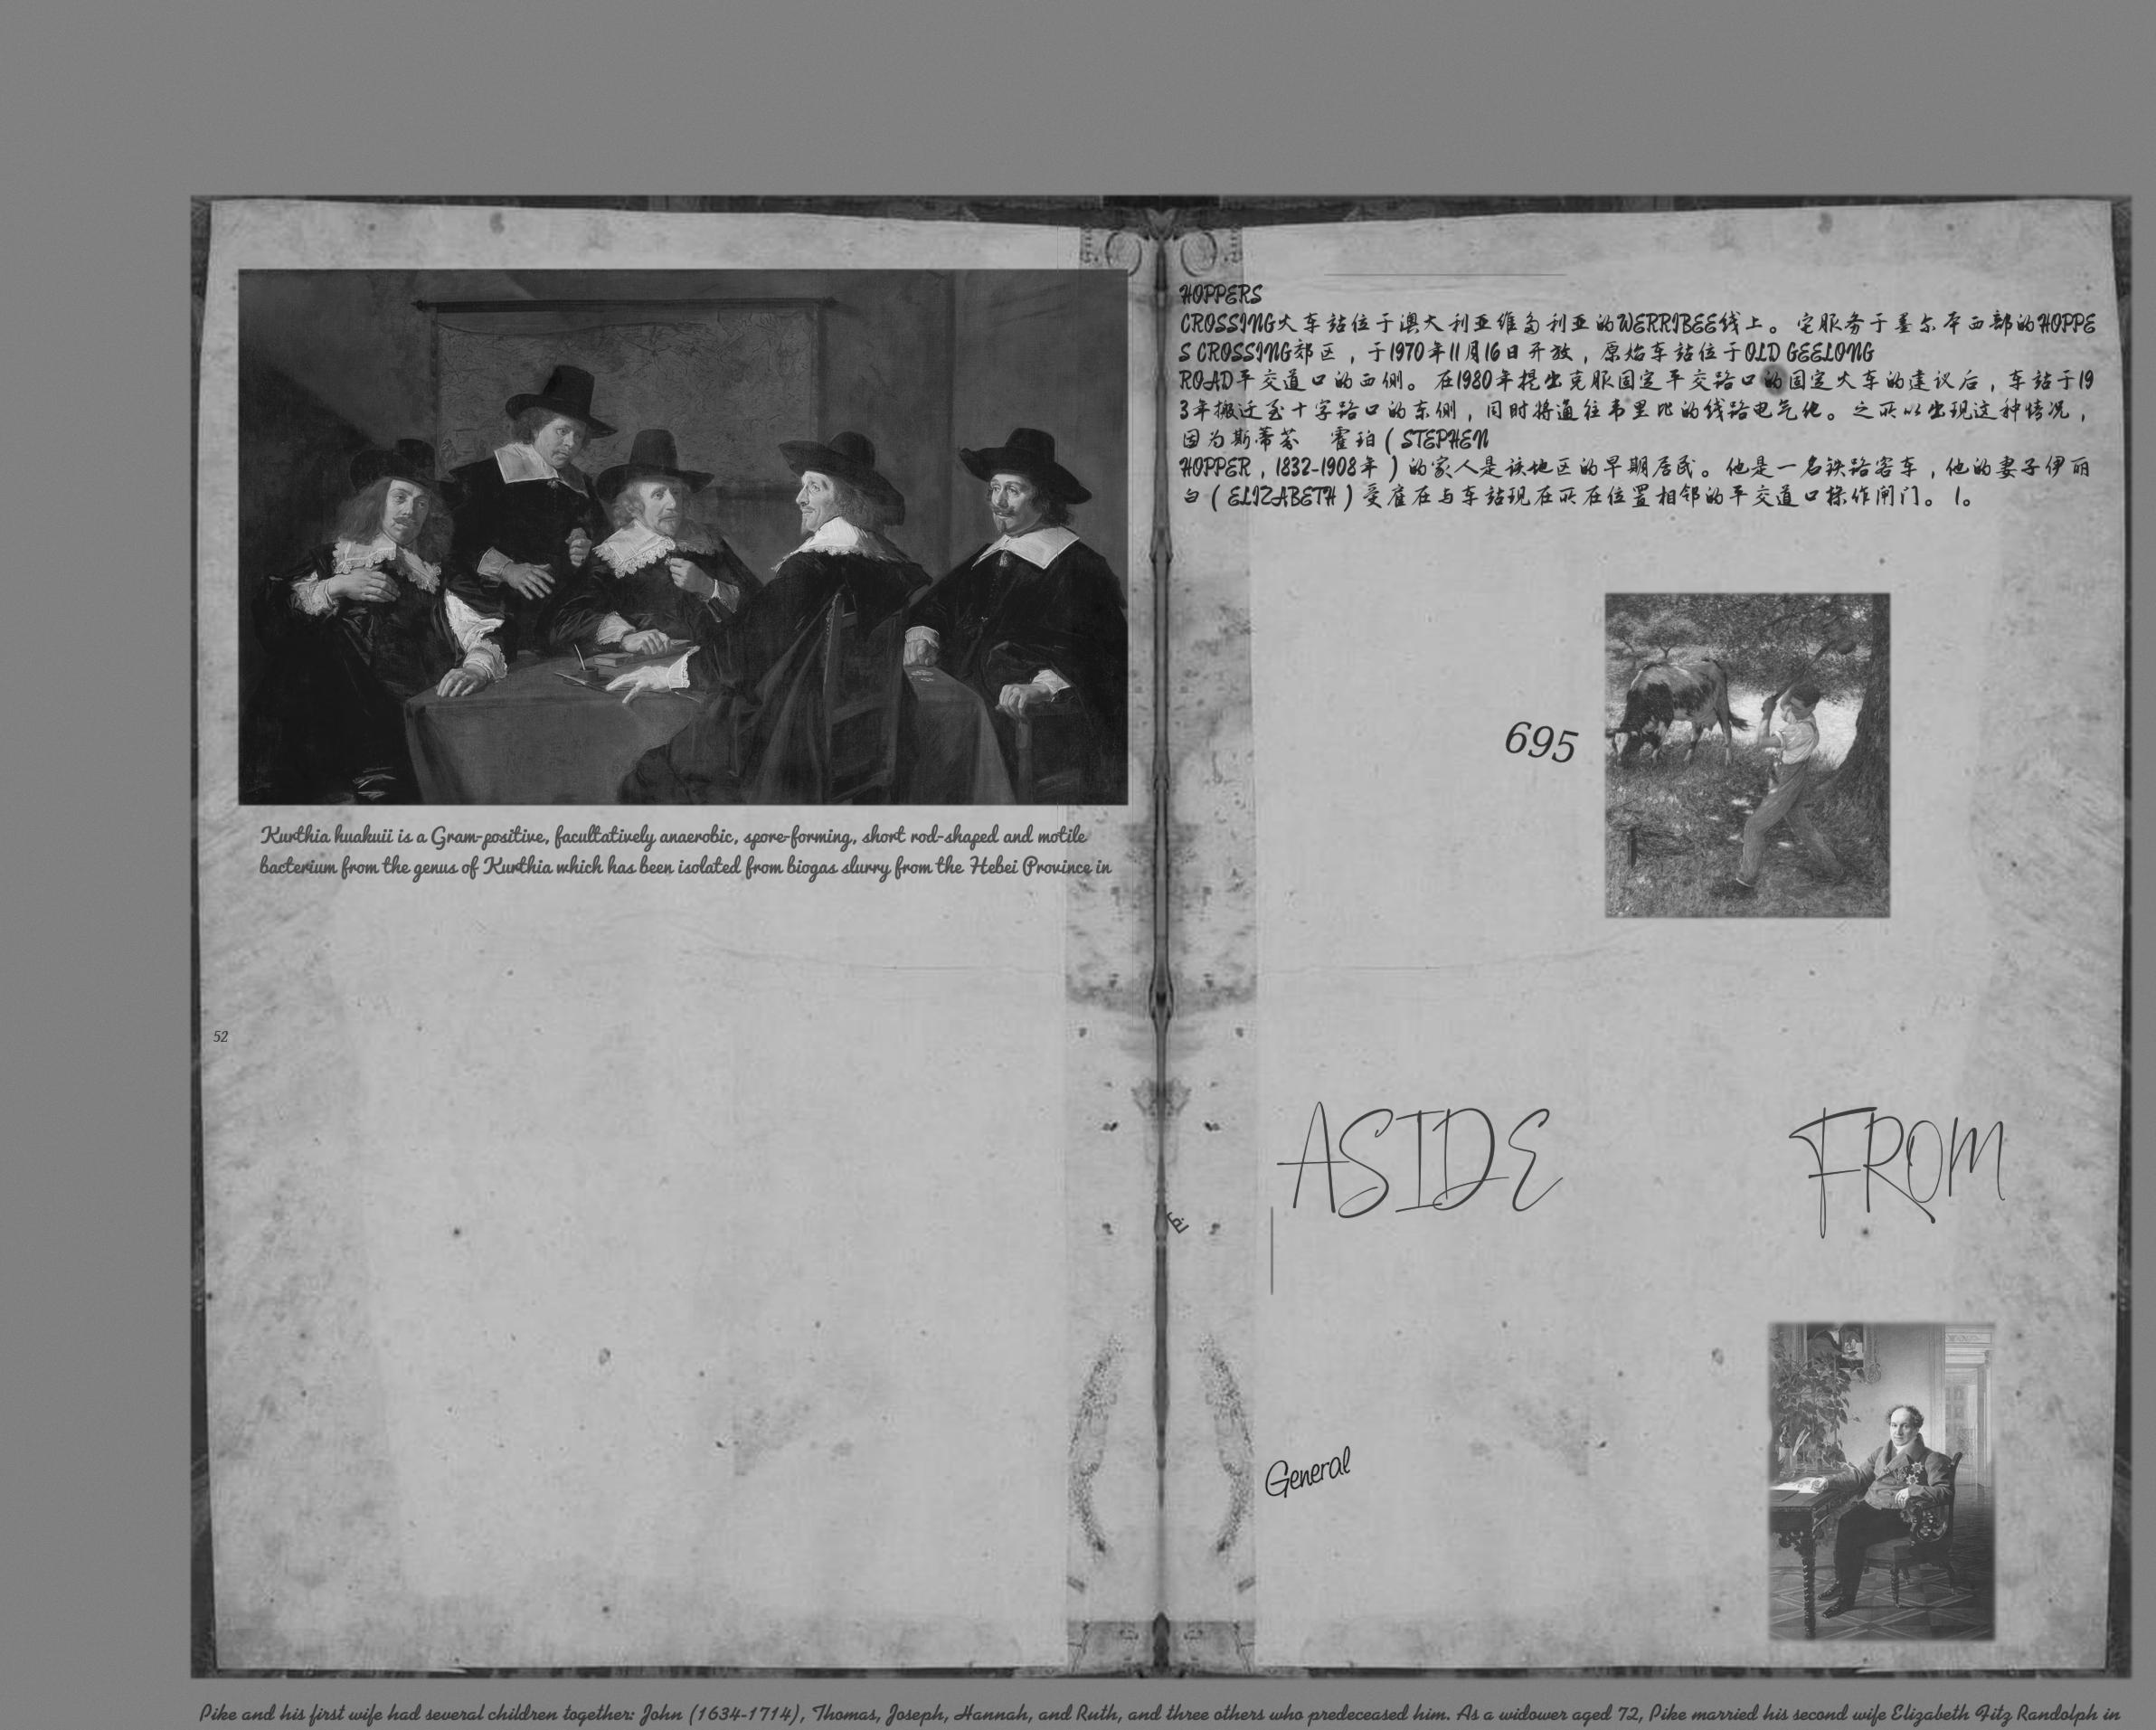 Kurthia huakuii is a Gram-positive, facultatively anaerobic, spore-forming, short rod-shaped and motile
bacterium from the genus of Kurthia which has been isolated from biogas slurry from the Hebei Province in
52
HOPPERS
CROSSING火车站位于澳大利亚维多利亚的WERRIBEE线上。它服务于墨尔本西部的HOPPE
S CROSSING郊区，于1970年11月16日开放，原始车站位于OLD GEELONG
ROAD平交道口的西侧。在1980年提出克服固定平交路口的固定火车的建议后，车站于19
3年搬迁至十字路口的东侧，同时将通往韦里比的线路电气化。之所以出现这种情况，
因为斯蒂芬 霍珀（STEPHEN
HOPPER，1832-1908年）的家人是该地区的早期居民。他是一名铁路客车，他的妻子伊丽
白（ELIZABETH）受雇在与车站现在所在位置相邻的平交道口操作闸门。1。
695
ASIDE FROM
General
Pike and his first wife had several children together: John (1634-1714), Thomas, Joseph, Hannah, and Ruth, and three others who predeceased him. As a widower aged 72, Pike married his second wife Elizabeth Fitz Randolph in